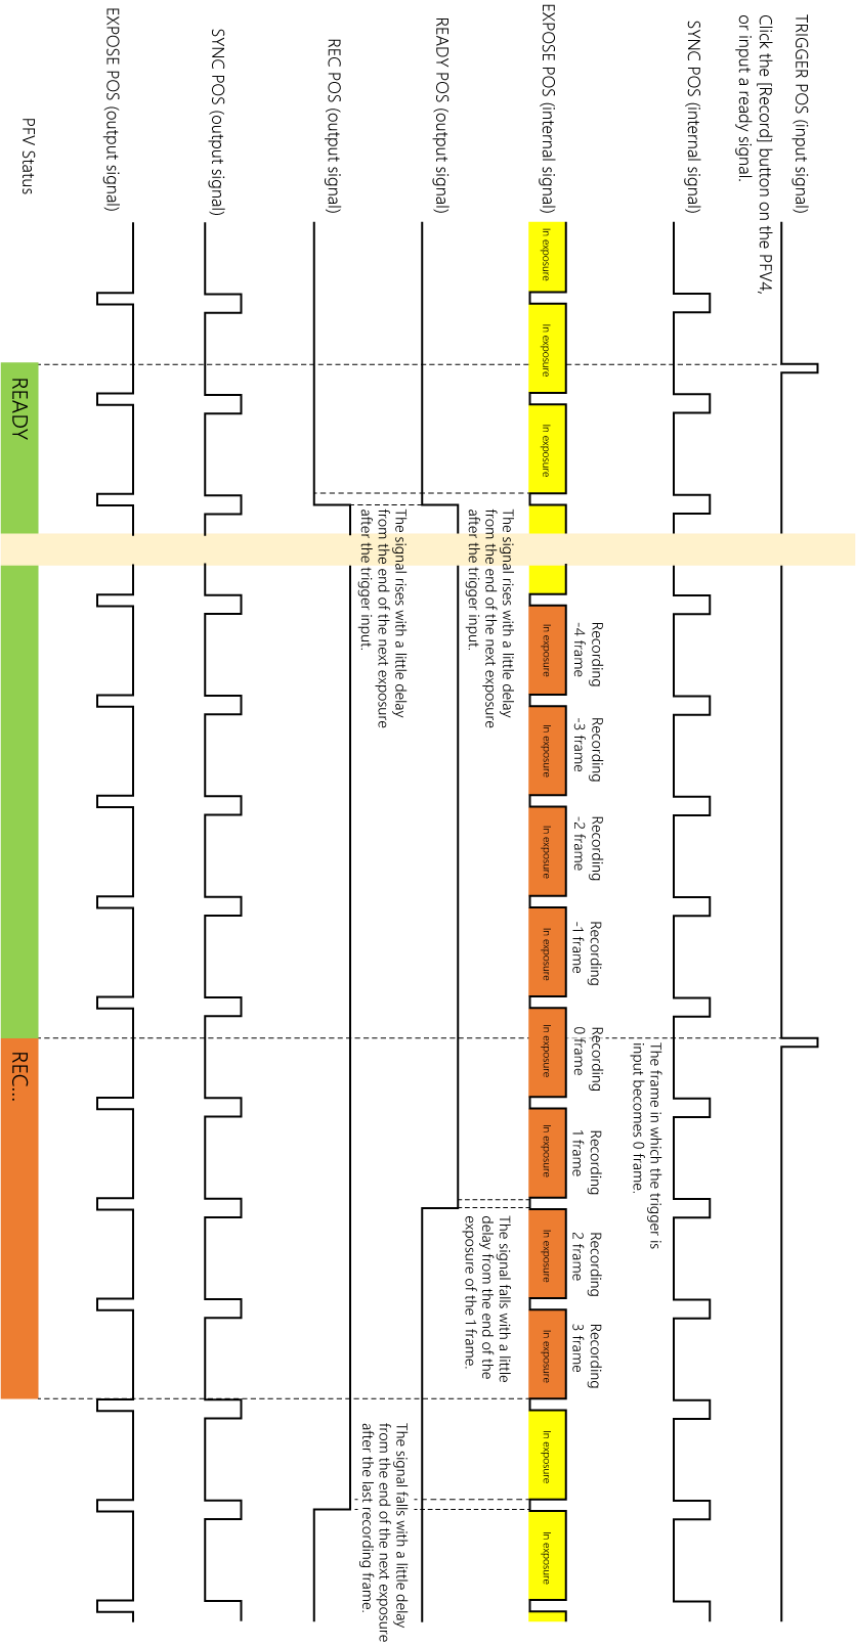 TRIGGER POS (input signal)
Click the [Record] button on the PFV4,
or input a ready signal.
SYNC POS (internal signal)
The frame in which the trigger is
input becomes 0 frame.
Recording
-4 frame
Recording
-3 frame
Recording
-2 frame
Recording
-1 frame
Recording
0 frame
Recording
1 frame
Recording
2 frame
Recording
3 frame
EXPOSE POS (internal signal)
In exposure
In exposure
In exposure
In exposure
In exposure
In exposure
In exposure
In exposure
In exposure
In exposure
In exposure
In exposure
In exposure
READY POS (output signal)
The signal rises with a little delay
from the end of the next exposure
after the trigger input.
The signal falls with a little
delay from the end of the
exposure of the 1 frame.
REC POS (output signal)
The signal rises with a little delay
from the end of the next exposure
after the trigger input.
The signal falls with a little delay
from the end of the next exposure
after the last recording frame.
SYNC POS (output signal)
EXPOSE POS (output signal)
PFV Status
READY
REC...